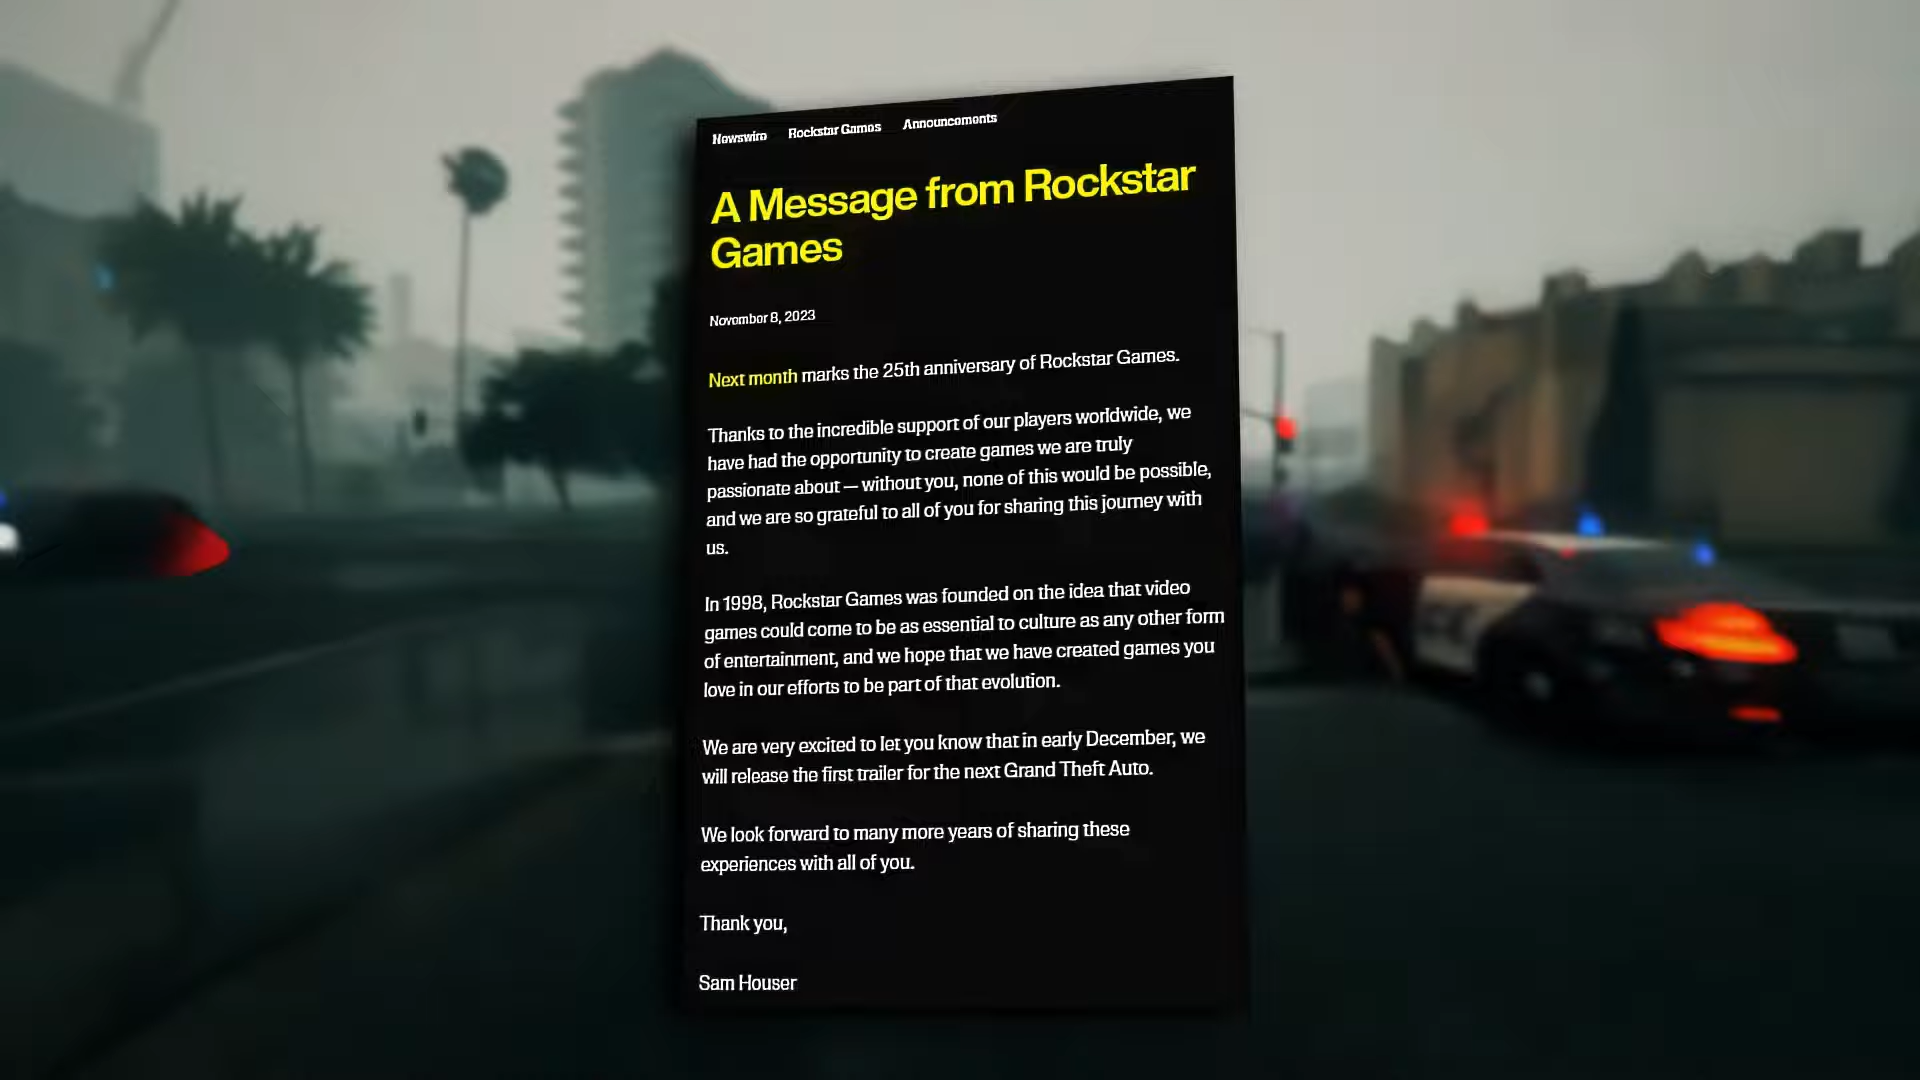 Newswire Rockstar Games Announcements
A Message from Rockstar
Games
November 8, 2023
Next month marks the 25th anniversary of Rockstar Games.
Thanks to the incredible support of our players worldwide, we
have had the opportunity to create games we are truly
passionate about — without you, none of this would be possible,
and we are so grateful to all of you for sharing this journey with
us.
In 1998, Rockstar Games was founded on the idea that video
games could come to be as essential to culture as any other form
of entertainment, and we hope that we have created games you
love in our efforts to be part of that evolution.
We are very excited to let you know that in early December, we
will release the first trailer for the next Grand Theft Auto.
We look forward to many more years of sharing these
experiences with all of you.
Thank you,
Sam Houser